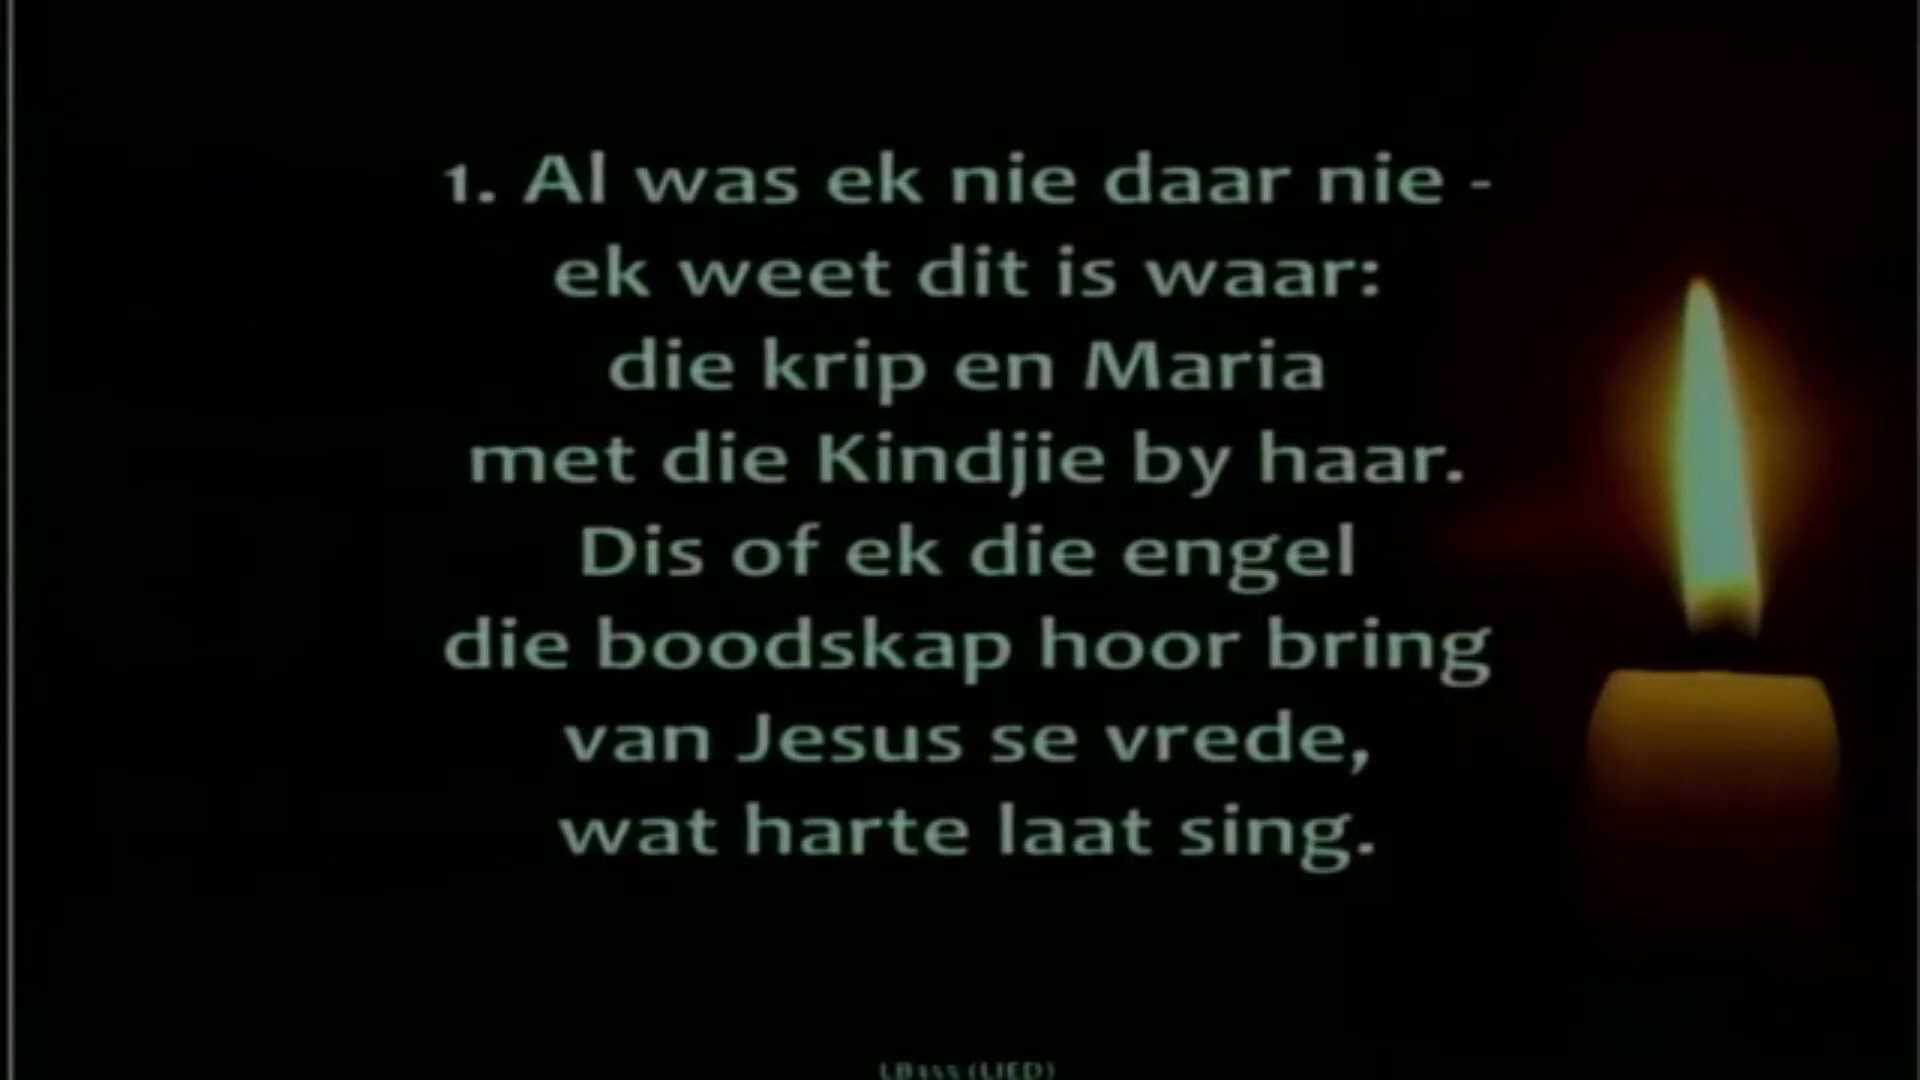 1. Al was ek nie daar nie -
ek weet dit is waar:
die krip en Maria
met die Kindjie by haar.
Dis of ek die engel
die boodskap hoor bring
van Jesus se vrede,
wat harte laat sing.
(LIED)